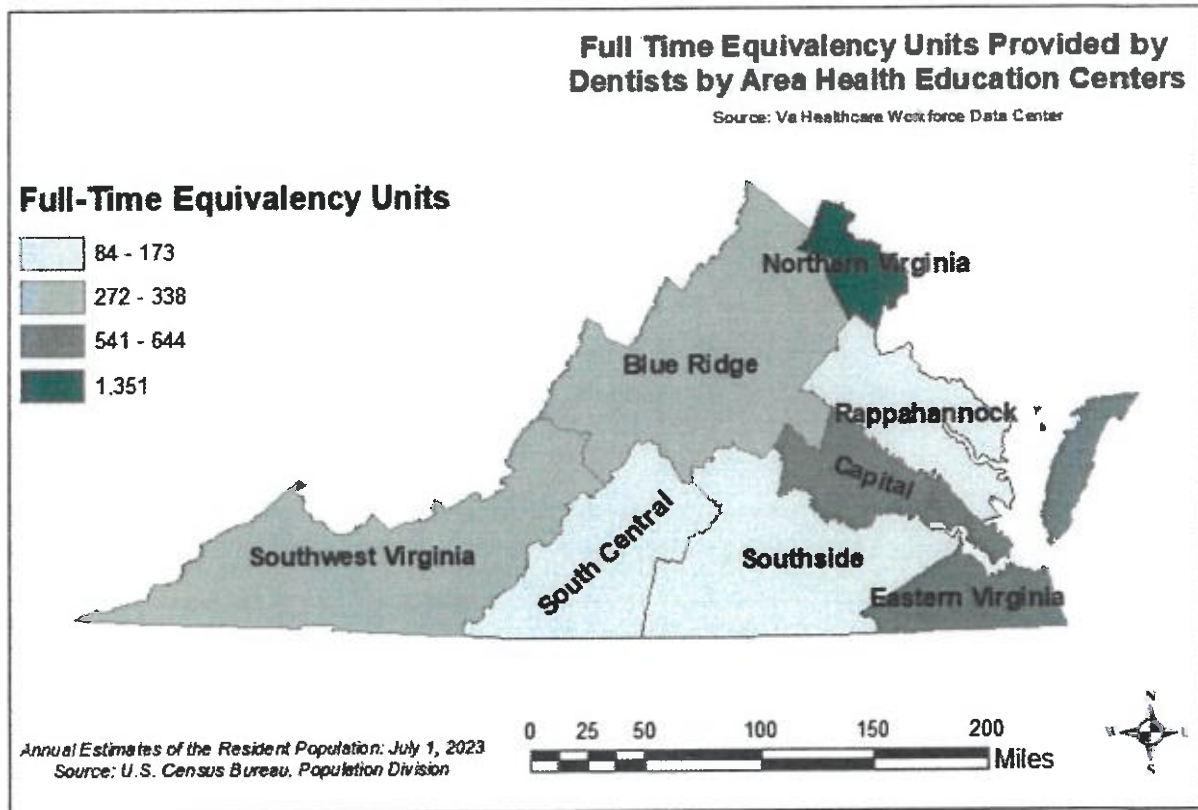 Full Time Equivalency Units Provided by
Dentists by Area Health Education Centers
Source: Va Healthcare Workforce Data Center
Full-Time Equivalency Units
84 - 173
272 - 338
541 - 644
1,351
Northern Virginia
Blue Ridge
Rappahannock
Capital
Southwest Virginia
South Central
Southside
Eastern Virginia
Annual Estimates of the Resident Population: July 1, 2023
Source: U.S. Census Bureau, Population Division
0 25 50 100 150 200
Miles
N
W
S